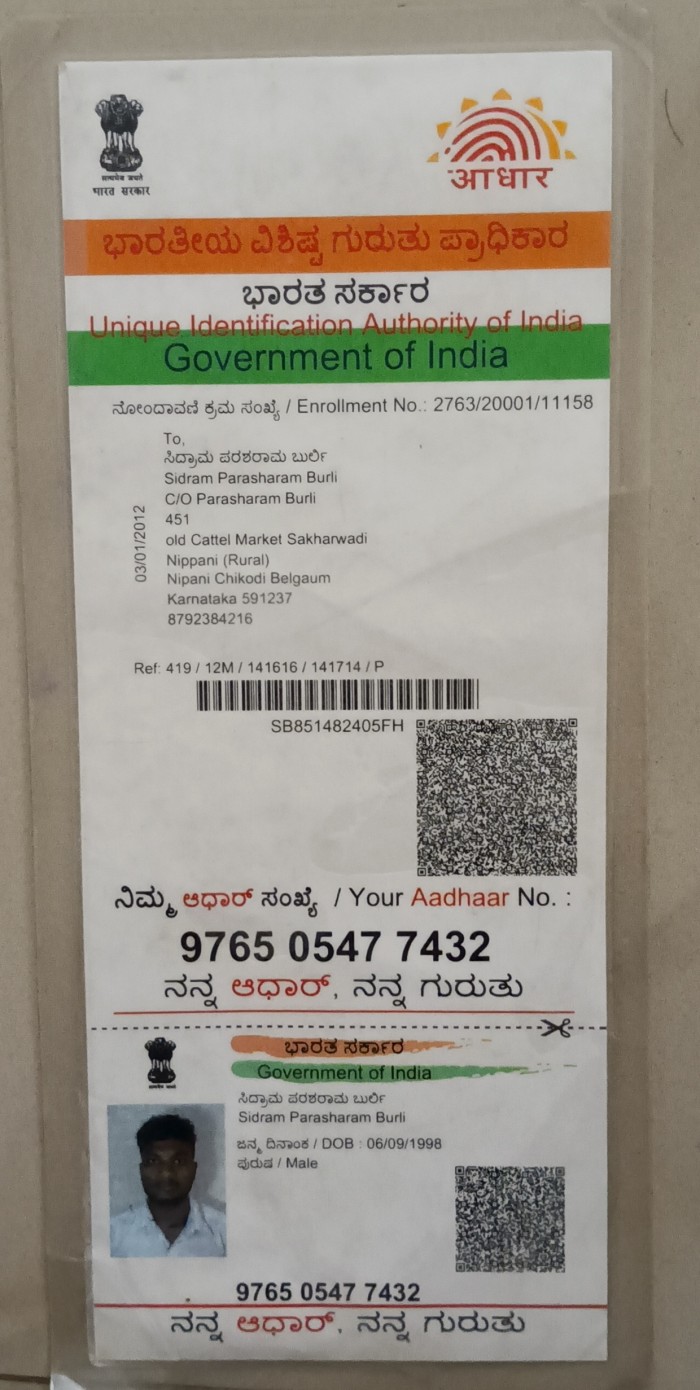 सत्यमेव जयते
भारत सरकार
आधार
ಭಾರತೀಯ ವಿಶಿಷ್ಟ ಗುರುತು ಪ್ರಾಧಿಕಾರ
ಭಾರತ ಸರ್ಕಾರ
Unique Identification Authority of India
Government of India
ನೋಂದಾವಣೆ ಕ್ರಮ ಸಂಖ್ಯೆ / Enrollment No.: 2763/20001/11158
To,
ಸಿದ್ರಾಮ ಪರಶರಾಮ ಬುರ್ಲಿ
Sidram Parasharam Burli
C/O Parasharam Burli
451
old Cattel Market Sakharwadi
Nippani (Rural)
Nipani Chikodi Belgaum
Karnataka 591237
8792384216
03/01/2012
Ref: 419 / 12M / 141616 / 141714 / P
SB851482405FH
ನಿಮ್ಮ ಆಧಾರ್ ಸಂಖ್ಯೆ / Your Aadhaar No. :
9765 0547 7432
ನನ್ನ ಆಧಾರ್, ನನ್ನ ಗುರುತು
ಭಾರತ ಸರ್ಕಾರ
Government of India
ಸಿದ್ರಾಮ ಪರಶರಾಮ ಬುರ್ಲಿ
Sidram Parasharam Burli
ಜನ್ಮ ದಿನಾಂಕ / DOB : 06/09/1998
ಪುರುಷ / Male
9765 0547 7432
ನನ್ನ ಆಧಾರ್, ನನ್ನ ಗುರುತು